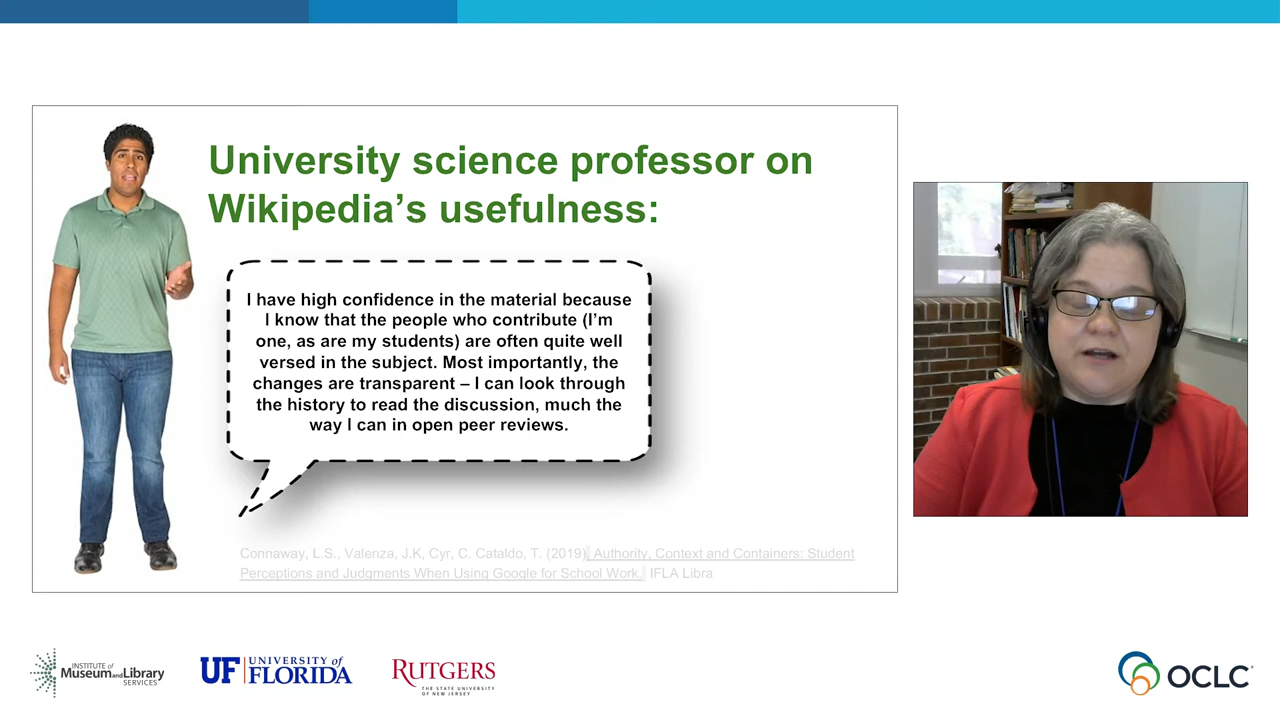 University science professor on
Wikipedia’s usefulness:
I have high confidence in the material because
I know that the people who contribute (I’m
one, as are my students) are often quite well
versed in the subject. Most importantly, the
changes are transparent – I can look through
the history to read the discussion, much the
way I can in open peer reviews.
Connaway, L.S., Valenza, J.K, Cyr, C. Cataldo, T. (2019). Authority, Context and Containers: Student
Perceptions and Judgments When Using Google for School Work. IFLA Libra
INSTITUTE of
Museum and Library
SERVICES
UF UNIVERSITY of
FLORIDA
RUTGERS
THE STATE UNIVERSITY
OF NEW JERSEY
OCLC